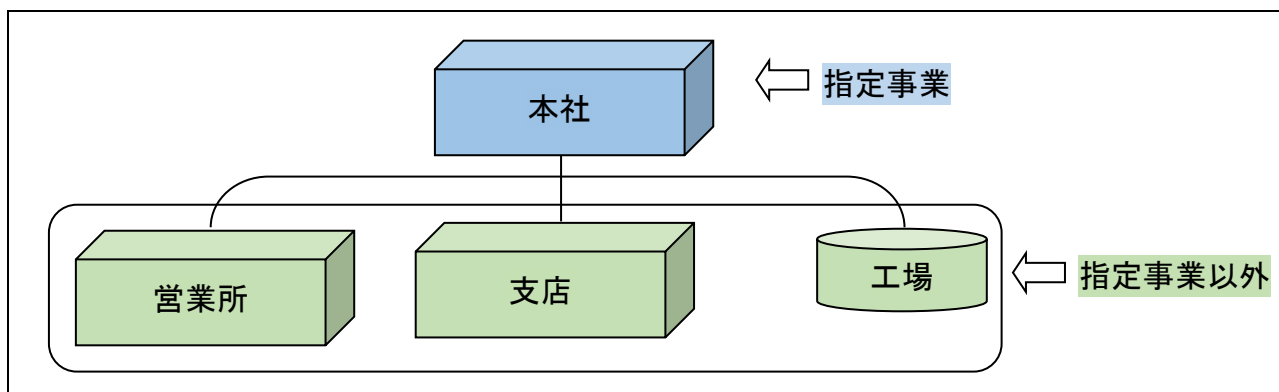 本社
指定事業
営業所
支店
工場
指定事業以外